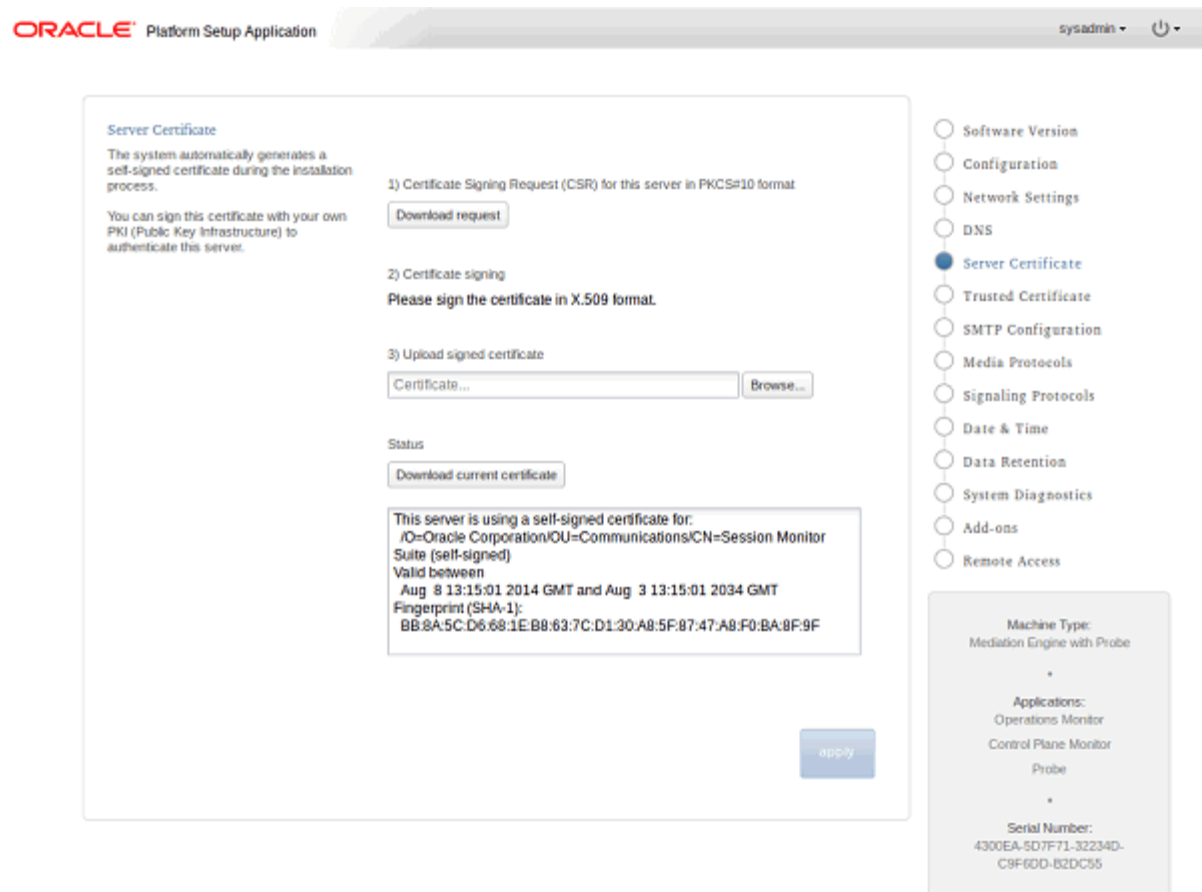 ORACLE Platform Setup Application
sysadmin
Server Certificate
The system automatically generates a
self-signed certificate during the installation
process.
You can sign this certificate with your own
PKI (Public Key Infrastructure) to
authenticate this server.
1) Certificate Signing Request (CSR) for this server in PKCS#10 format
Download request
2) Certificate signing
Please sign the certificate in X.509 format.
3) Upload signed certificate
Certificate...
Browse...
Status
Download current certificate
This server is using a self-signed certificate for:
/O=Oracle Corporation/OU=Communications/CN=Session Monitor
Suite (self-signed)
Valid between
Aug 8 13:15:01 2014 GMT and Aug 3 13:15:01 2034 GMT
Fingerprint (SHA-1):
BB:8A:5C:D6:68:1E:B8:63:7C:D1:30:A8:5F:87:47:A8:F0:BA:8F:9F
apply
Software Version
Configuration
Network Settings
DNS
Server Certificate
Trusted Certificate
SMTP Configuration
Media Protocols
Signaling Protocols
Date & Time
Data Retention
System Diagnostics
Add-ons
Remote Access
Machine Type:
Mediation Engine with Probe
Applications:
Operations Monitor
Control Plane Monitor
Probe
Serial Number:
4300EA-5D7F71-32234D-
C9F6DD-B2DC55